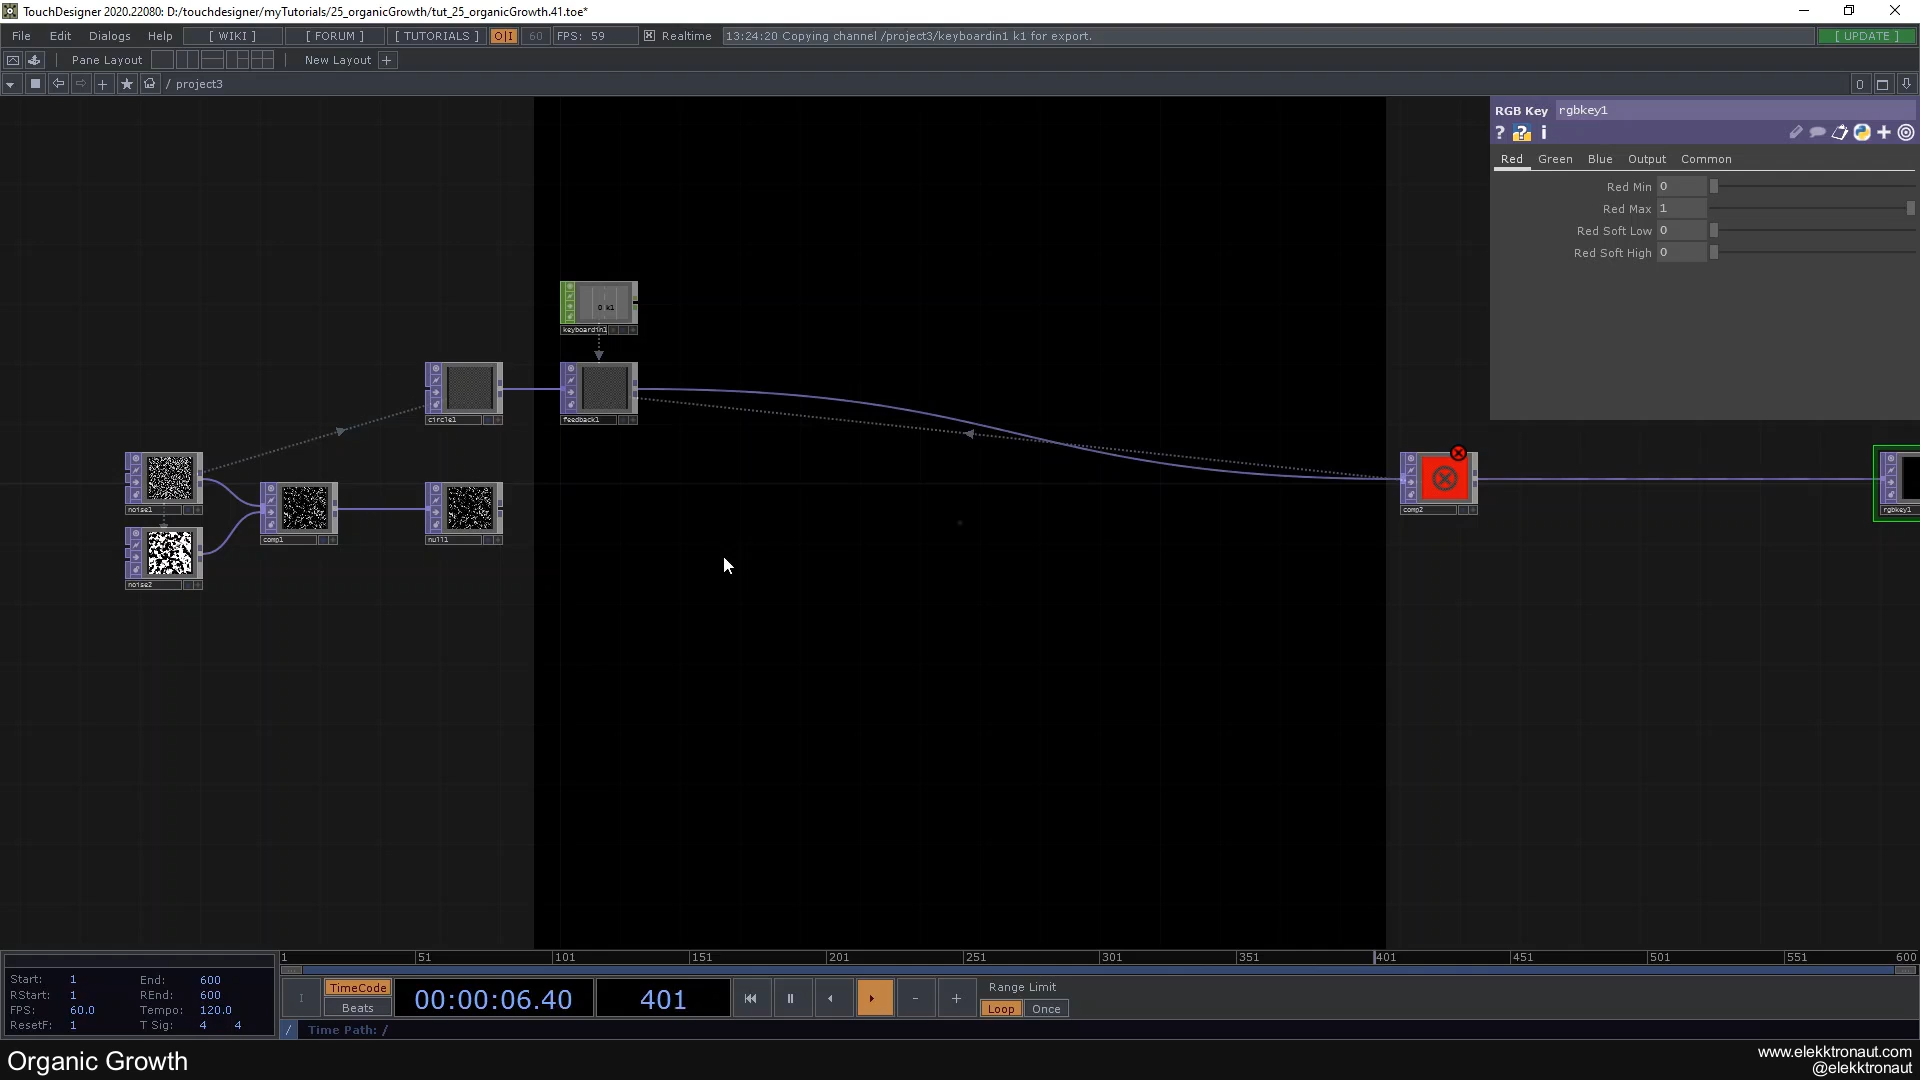 TouchDesigner 2020.22080: D:/touchdesigner/myTutorials/25_organicGrowth/tut_25_organicGrowth.41.toe*
File Edit Dialogs Help [ WIKI ] [ FORUM ] [ TUTORIALS ] O|I 60 FPS: 59 Realtime 13:24:20 Copying channel /project3/keyboardin1 k1 for export. [ UPDATE ]
Pane Layout New Layout +
/ project3 0
RGB Key rgbkey1
? ? i
Red Green Blue Output Common
Red Min 0
Red Max 1
Red Soft Low 0
Red Soft High 0
0 k1
keyboardin1
circle1
feedback1
noise1
comp2
rgbkey1
comp1
null1
noise2
1 51 101 151 201 251 301 351 401 451 501 551 600
Start: 1 End: 600
RStart: 1 REnd: 600
FPS: 60.0 Tempo: 120.0
ResetF: 1 T Sig: 4 4
TimeCode
Beats
00:00:06.40
401
- +
Range Limit
Loop Once
/ Time Path: /
Organic Growth
www.elekktronaut.com
@elekktronaut